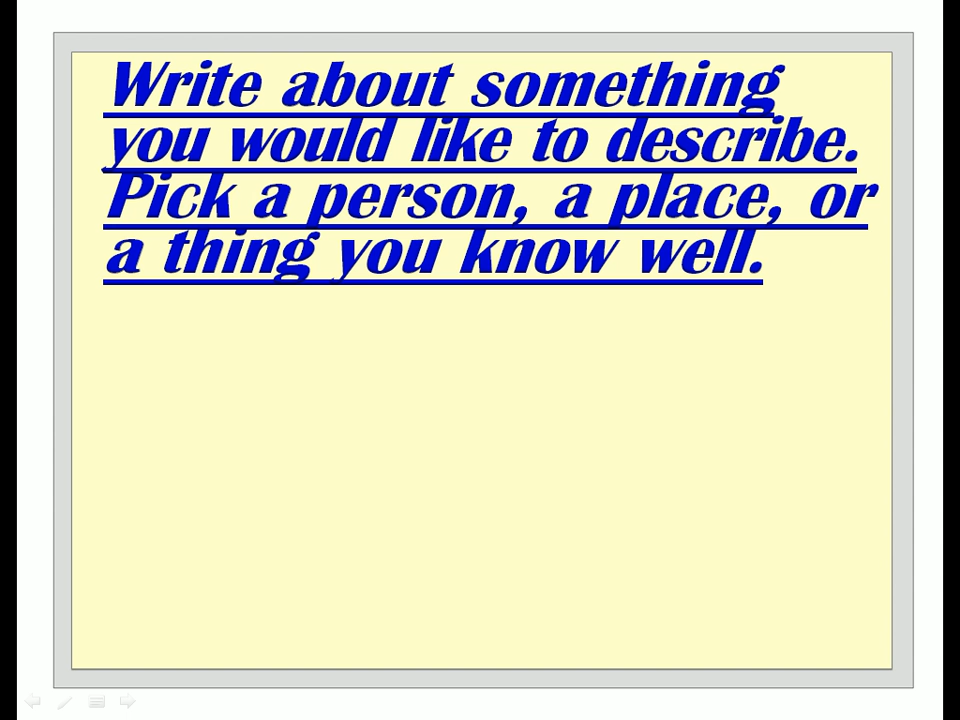 Write about something
you would like to describe.
Pick a person, a place, or
a thing you know well.